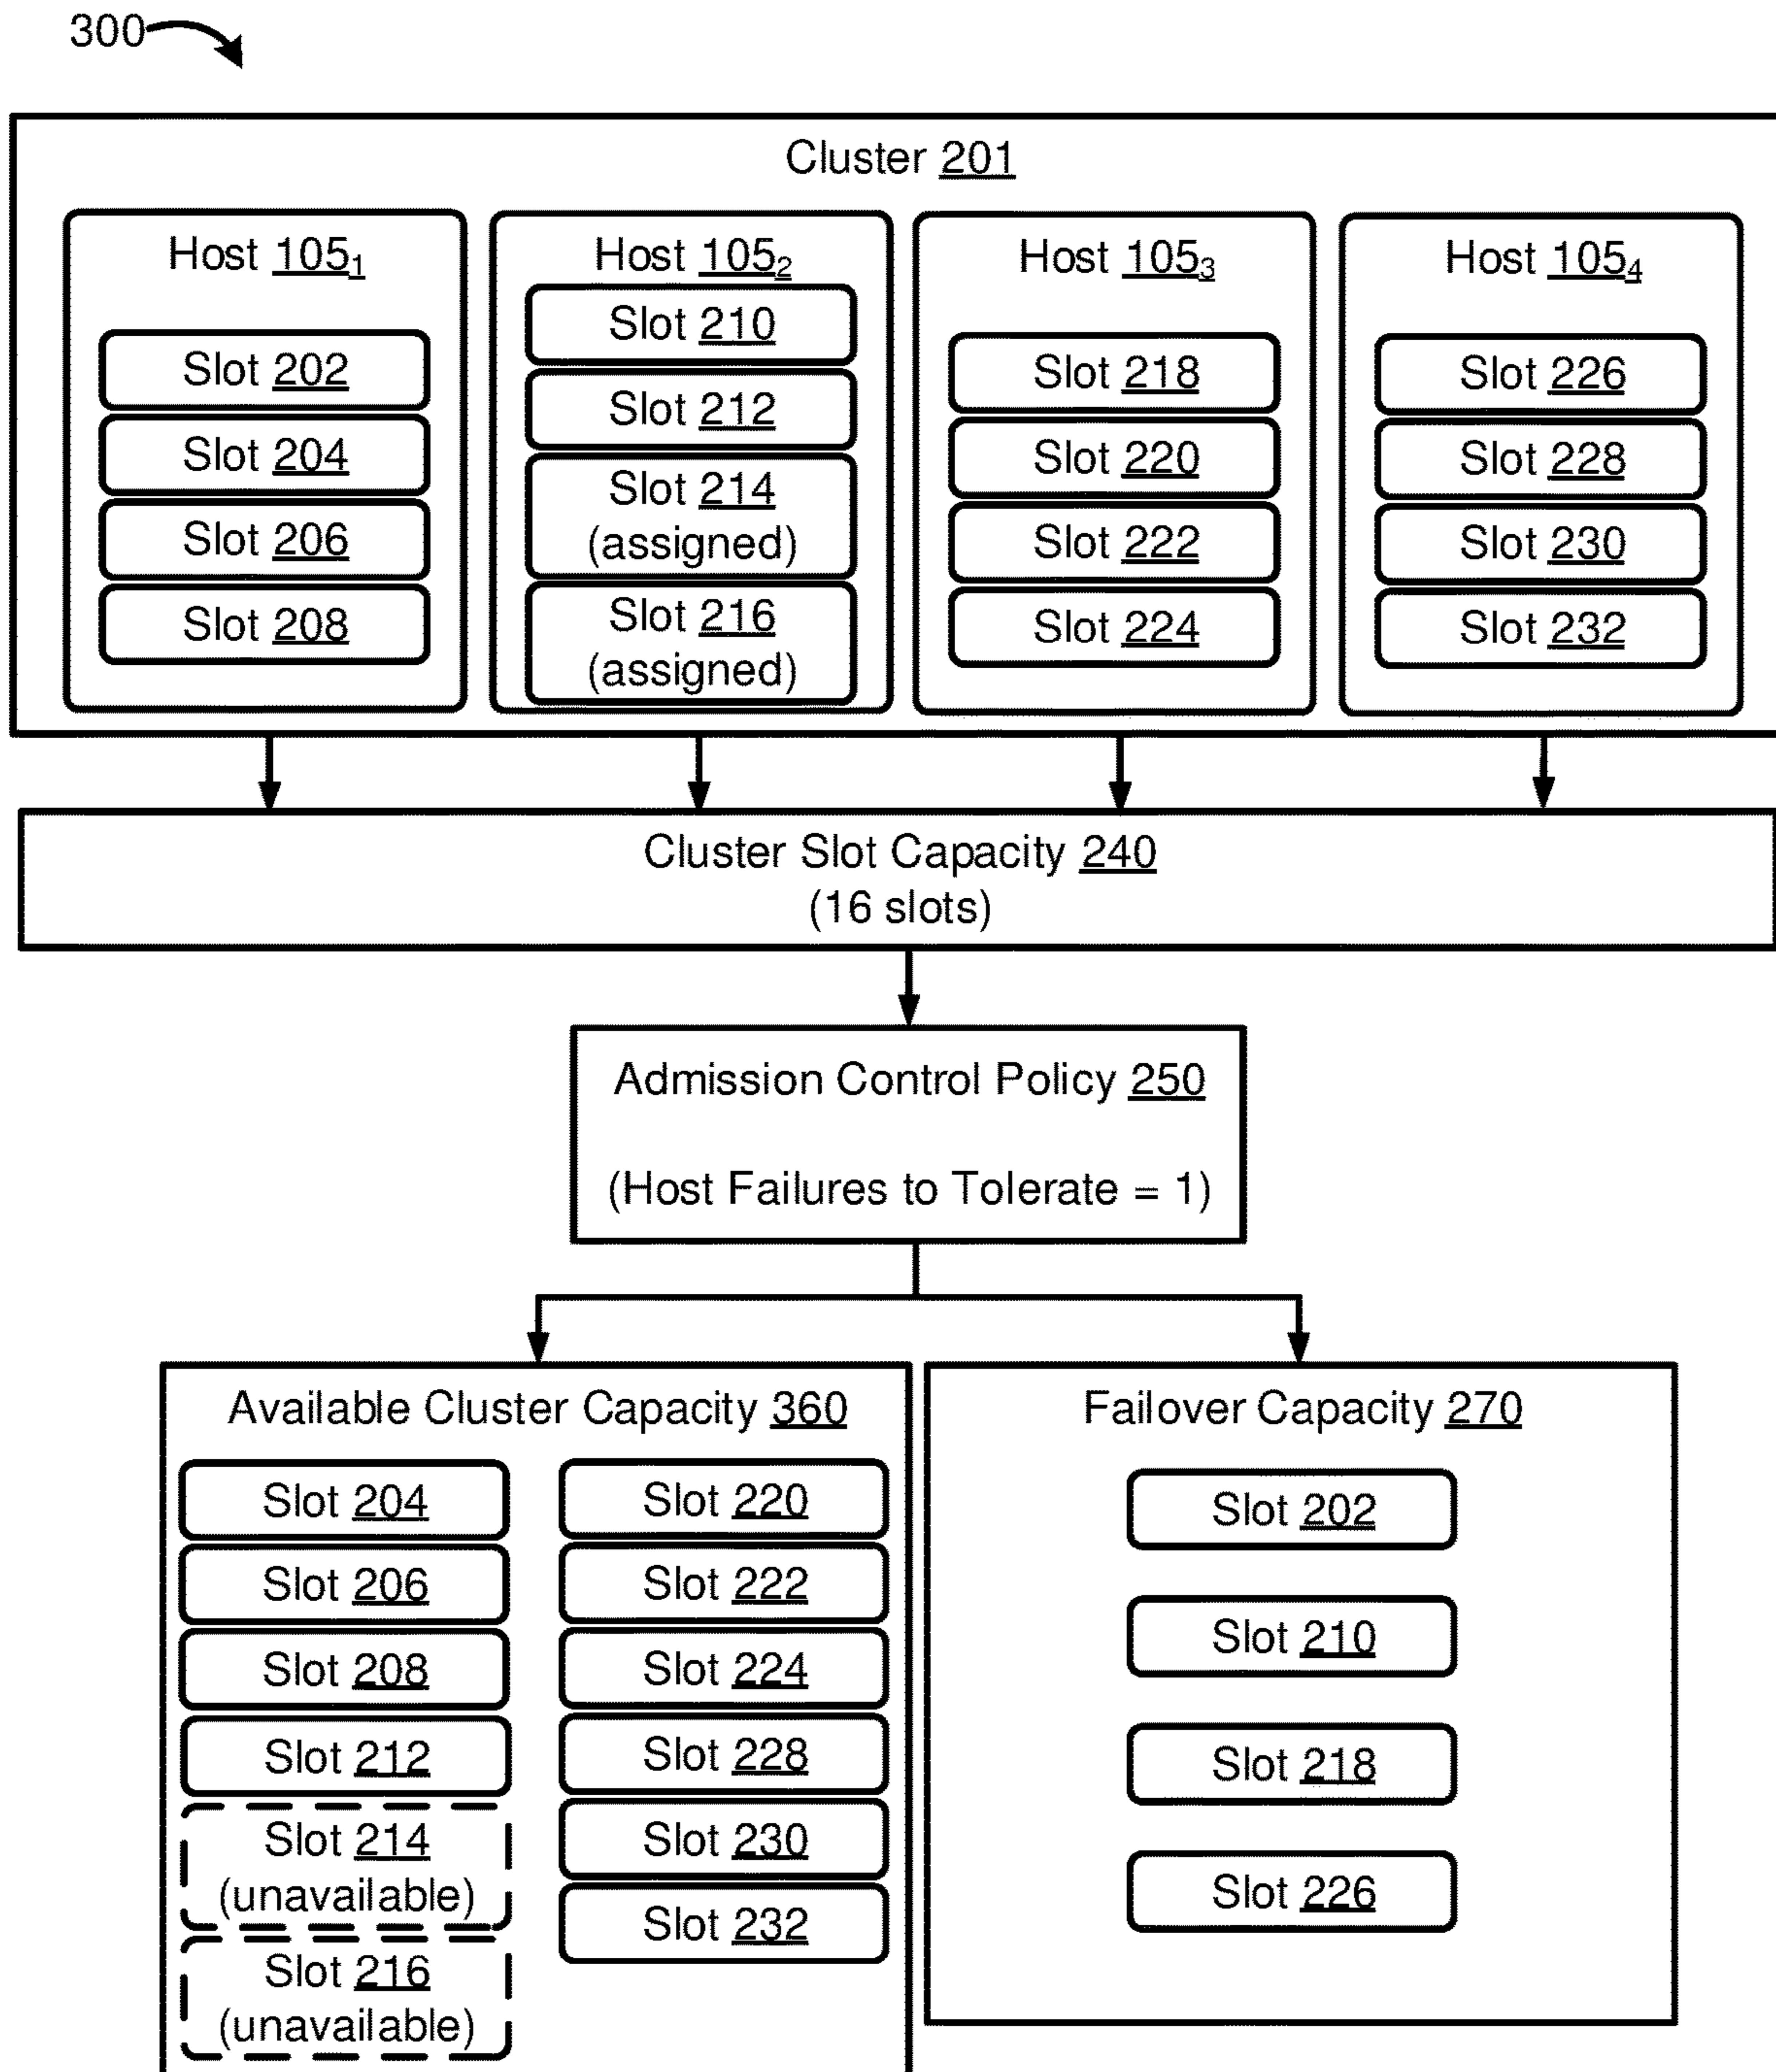 300
Cluster 201
Host 105₁
Slot 202
Slot 204
Slot 206
Slot 208
Host 105₂
Slot 210
Slot 212
Slot 214
(assigned)
Slot 216
(assigned)
Host 105₃
Slot 218
Slot 220
Slot 222
Slot 224
Host 105₄
Slot 226
Slot 228
Slot 230
Slot 232
Cluster Slot Capacity 240
(16 slots)
Admission Control Policy 250
(Host Failures to Tolerate = 1)
Available Cluster Capacity 360
Slot 204
Slot 206
Slot 208
Slot 212
Slot 214
(unavailable)
Slot 216
(unavailable)
Slot 220
Slot 222
Slot 224
Slot 228
Slot 230
Slot 232
Failover Capacity 270
Slot 202
Slot 210
Slot 218
Slot 226